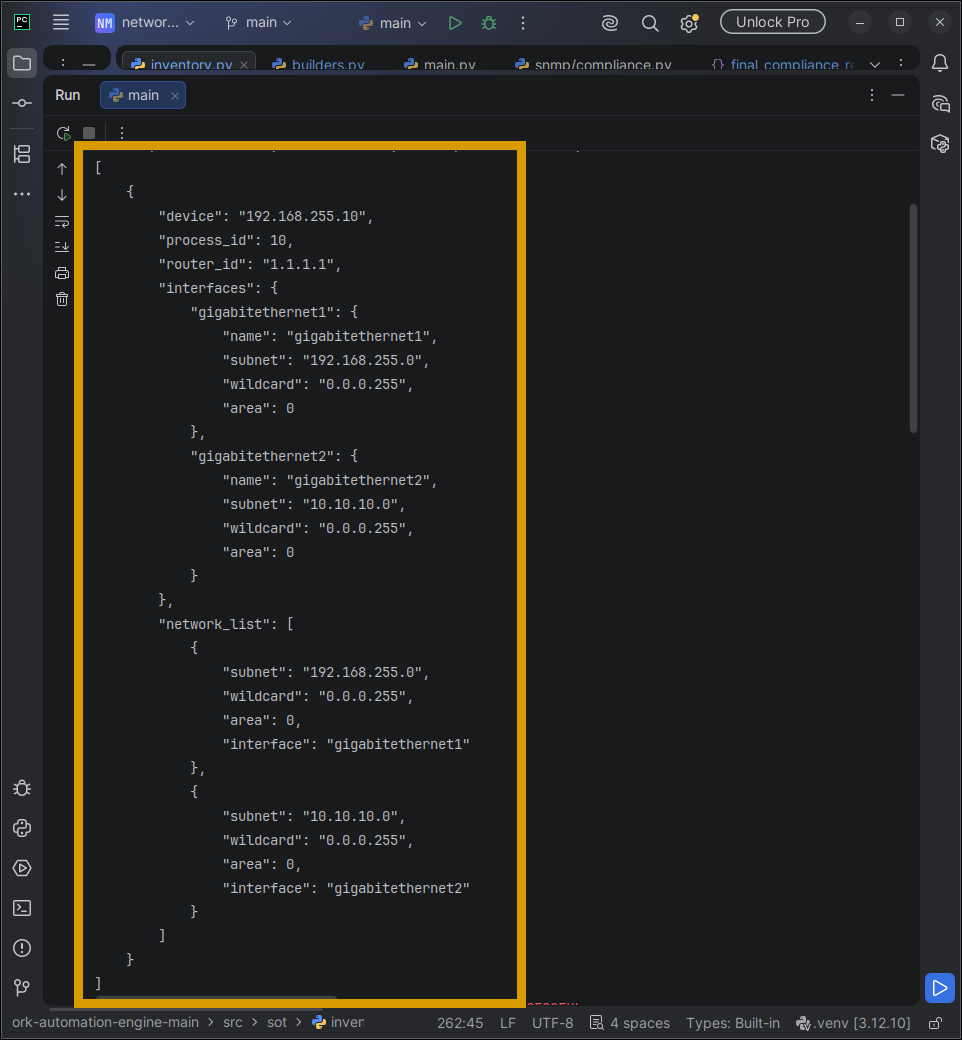 PC
NM networ... main main Unlock Pro
inventory.py builders.py main.py snmp/compliance.py {} final_compliance_r
Run main
[
{
"device": "192.168.255.10",
"process_id": 10,
"router_id": "1.1.1.1",
"interfaces": {
"gigabitethernet1": {
"name": "gigabitethernet1",
"subnet": "192.168.255.0",
"wildcard": "0.0.0.255",
"area": 0
},
"gigabitethernet2": {
"name": "gigabitethernet2",
"subnet": "10.10.10.0",
"wildcard": "0.0.0.255",
"area": 0
}
},
"network_list": [
{
"subnet": "192.168.255.0",
"wildcard": "0.0.0.255",
"area": 0,
"interface": "gigabitethernet1"
},
{
"subnet": "10.10.10.0",
"wildcard": "0.0.0.255",
"area": 0,
"interface": "gigabitethernet2"
}
]
}
]
ork-automation-engine-main > src > sot > inver 262:45 LF UTF-8 4 spaces Types: Built-in .venv [3.12.10]